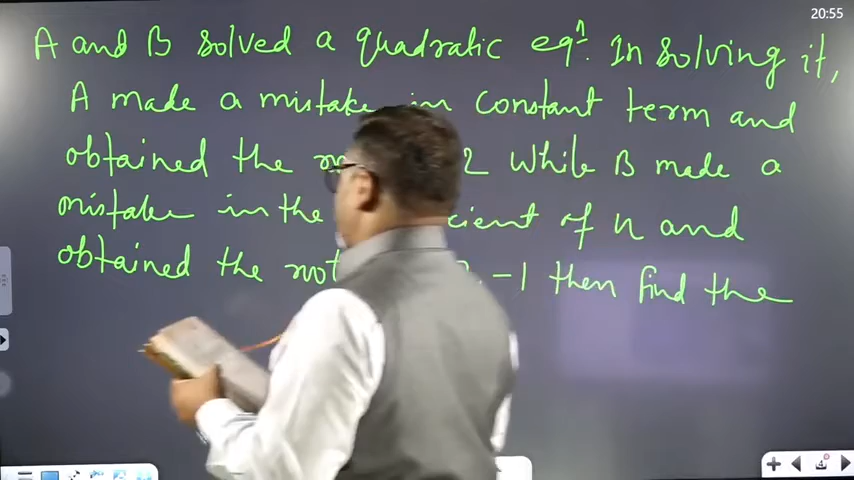 20:55
A and B solved a quadratic eqn. In solving it,
A made a mistake in constant term and
obtained the 2 while B made a
mistake in the of n and
obtained the -1 then find the